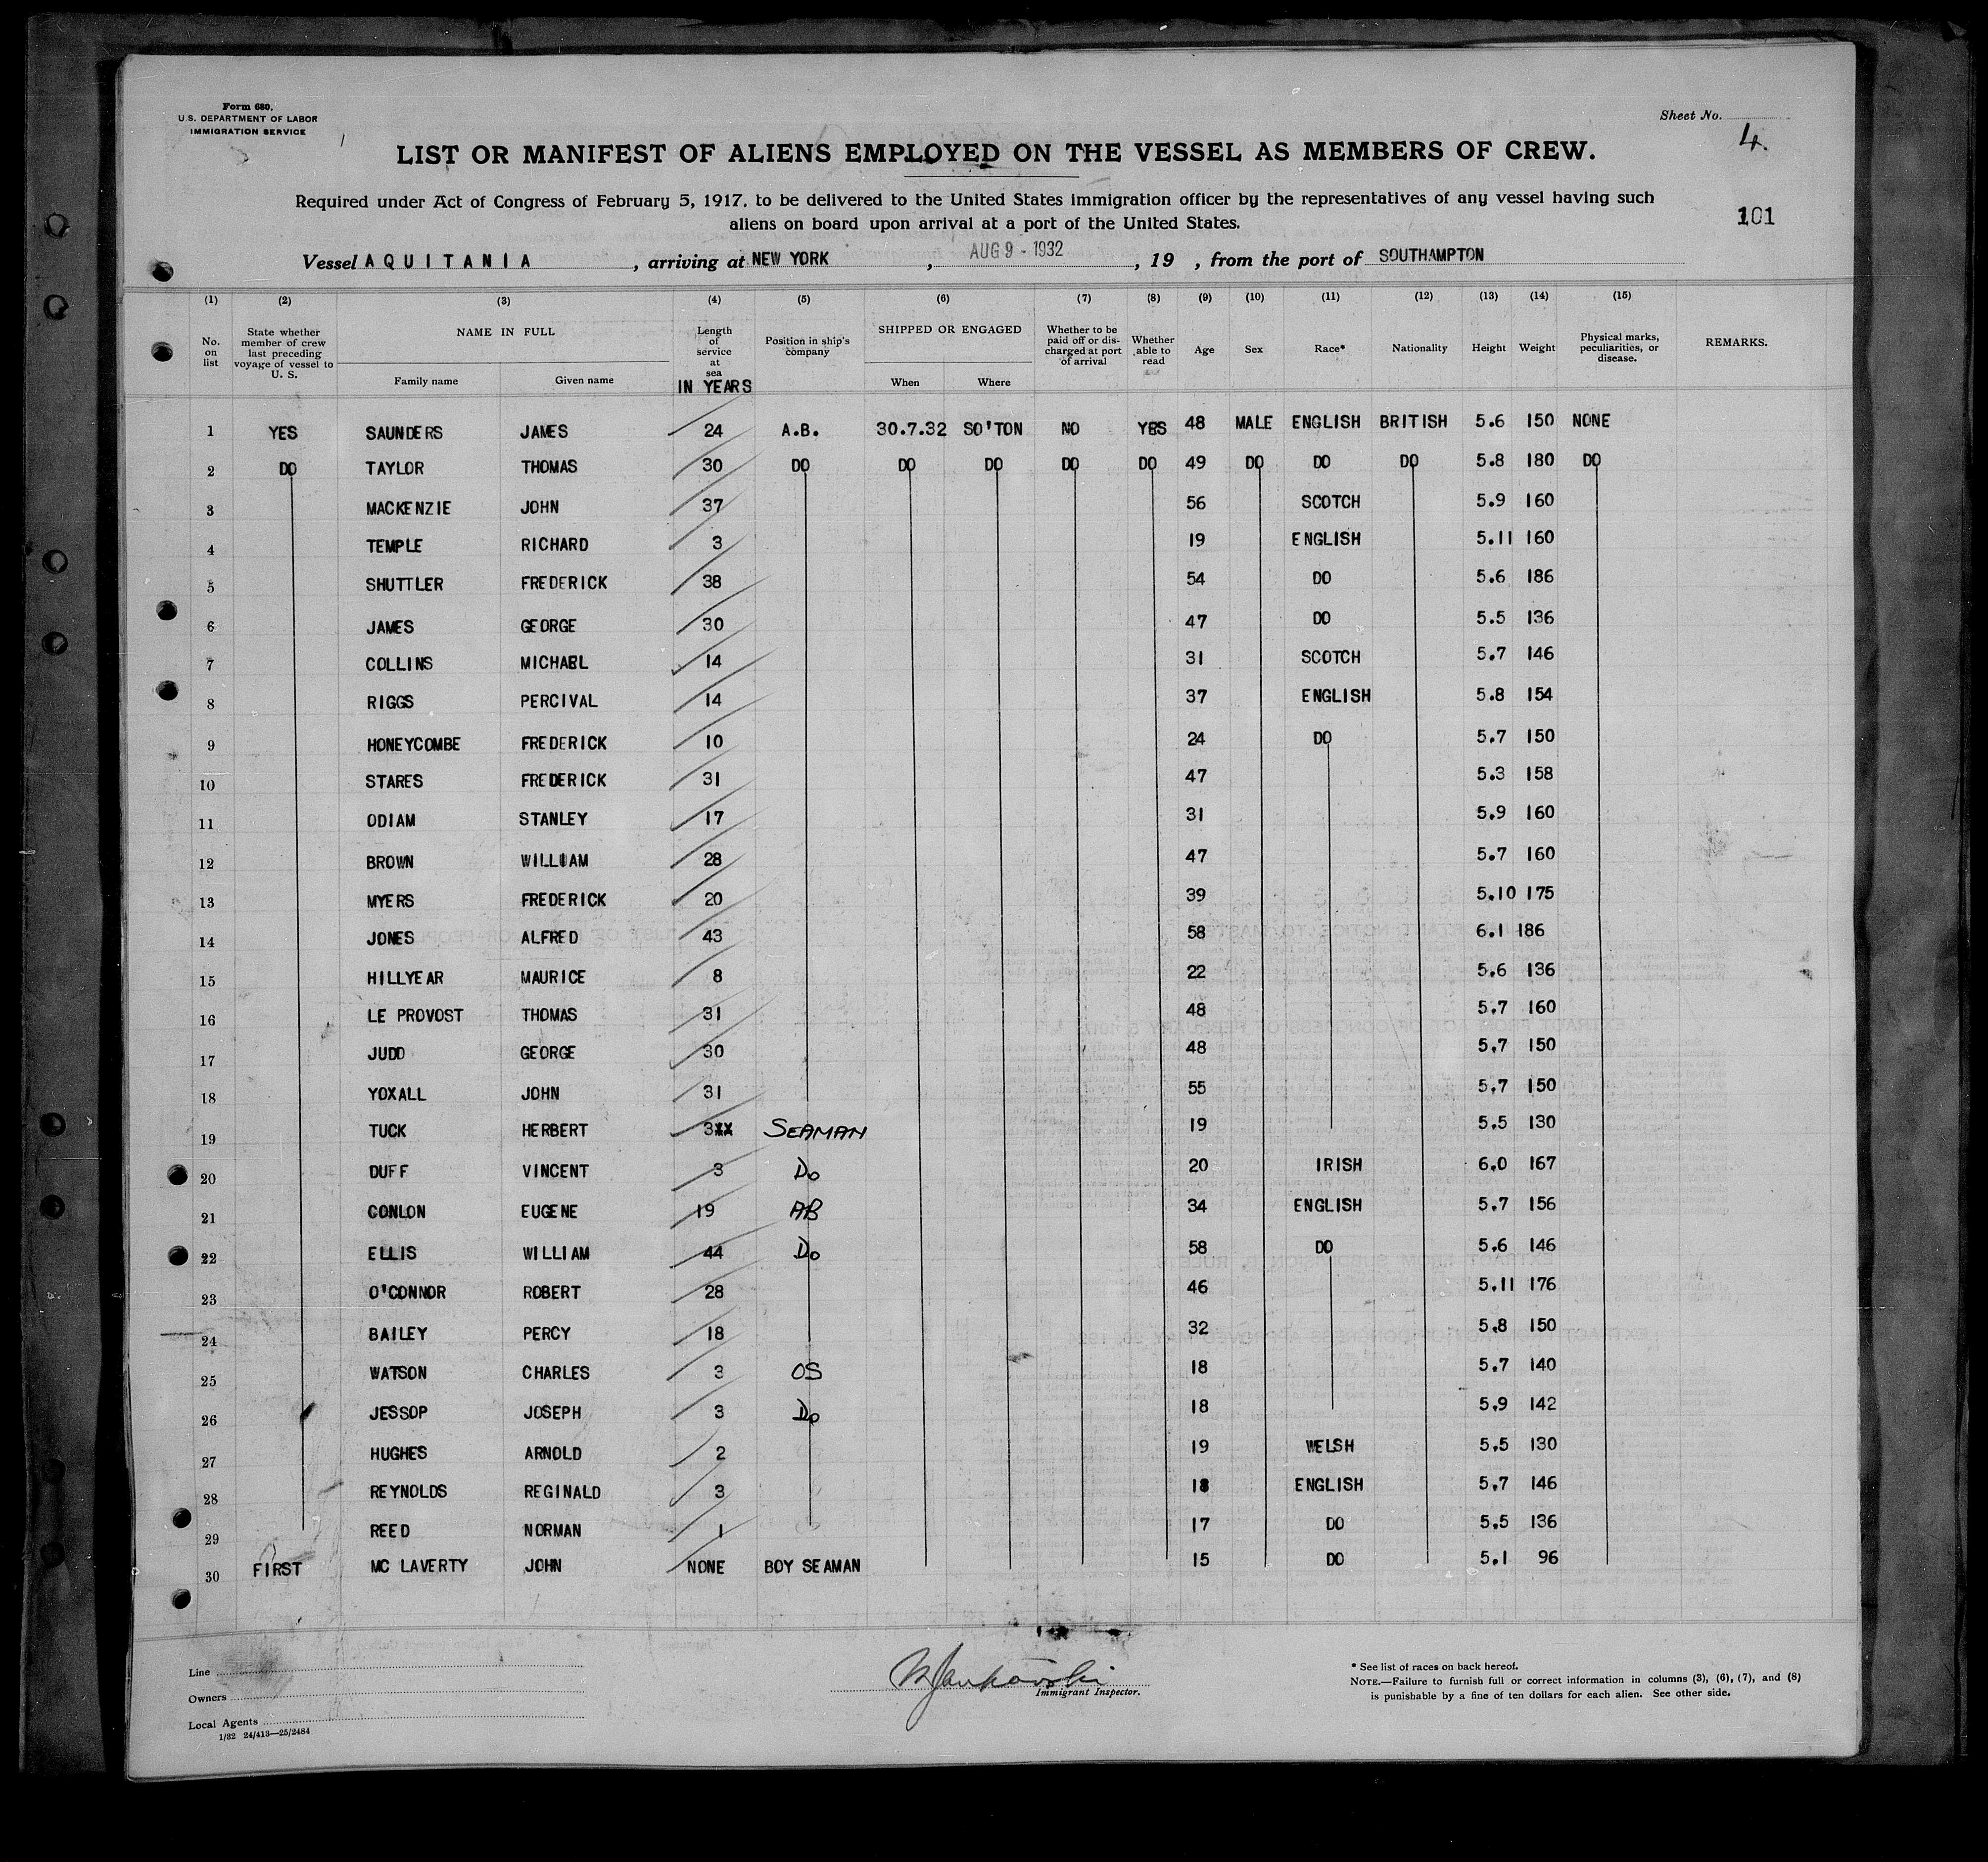 Form 680.
U.S. DEPARTMENT OF LABOR
IMMIGRATION SERVICE
Sheet No. 4.
LIST OR MANIFEST OF ALIENS EMPLOYED ON THE VESSEL AS MEMBERS OF CREW.
Required under Act of Congress of February 5, 1917, to be delivered to the United States immigration officer by the representatives of any vessel having such
aliens on board upon arrival at a port of the United States.
101
Vessel AQUITANIA, arriving at NEW YORK, AUG 9 - 1932, 19 , from the port of SOUTHAMPTON
(1) (2) (3) (4) (5) (6) (7) (8) (9) (10) (11) (12) (13) (14) (15)
No. on list State whether member of crew last preceding voyage of vessel to U. S. NAME IN FULL Family name Given name Length of service at sea IN YEARS Position in ship's company SHIPPED OR ENGAGED When Where Whether to be paid off or discharged at port of arrival Whether able to read Age Sex Race* Nationality Height Weight Physical marks, peculiarities, or disease. REMARKS.
1 YES SAUNDERS JAMES 24 A.B. 30.7.32 SO'TON NO YES 48 MALE ENGLISH BRITISH 5.6 150 NONE
2 DO TAYLOR THOMAS 30 DO DO DO DO DO 49 DO DO DO 5.8 180 DO
3 MACKENZIE JOHN 37 56 SCOTCH 5.9 160
4 TEMPLE RICHARD 3 19 ENGLISH 5.11 160
5 SHUTTLER FREDERICK 38 54 DO 5.6 186
6 JAMES GEORGE 30 47 DO 5.5 136
7 COLLINS MICHAEL 14 31 SCOTCH 5.7 146
8 RIGGS PERCIVAL 14 37 ENGLISH 5.8 154
9 HONEYCOMBE FREDERICK 10 24 DO 5.7 150
10 STARES FREDERICK 31 47 5.3 158
11 ODIAM STANLEY 17 31 5.9 160
12 BROWN WILLIAM 28 47 5.7 160
13 MYERS FREDERICK 20 39 5.10 175
14 JONES ALFRED 43 58 6.1 186
15 HILLYEAR MAURICE 8 22 5.6 136
16 LE PROVOST THOMAS 31 48 5.7 160
17 JUDD GEORGE 30 48 5.7 150
18 YOXALL JOHN 31 55 5.7 150
19 TUCK HERBERT 3XX SEAMAN 19 5.5 130
20 DUFF VINCENT 3 Do 20 IRISH 6.0 167
21 CONLON EUGENE 19 AB 34 ENGLISH 5.7 156
22 ELLIS WILLIAM 44 Do 58 DO 5.6 146
23 O'CONNOR ROBERT 28 46 5.11 176
24 BAILEY PERCY 18 32 5.8 150
25 WATSON CHARLES 3 OS 18 5.7 140
26 JESSOP JOSEPH 3 Do 18 5.9 142
27 HUGHES ARNOLD 2 19 WELSH 5.5 130
28 REYNOLDS REGINALD 3 18 ENGLISH 5.7 146
29 REED NORMAN 1 17 DO 5.5 136
30 FIRST MC LAVERTY JOHN NONE BOY SEAMAN 15 DO 5.1 96
Line
Owners
Local Agents
1/32 24/413—25/2484
Immigrant Inspector.
* See list of races on back hereof.
NOTE.—Failure to furnish full or correct information in columns (3), (6), (7), and (8)
is punishable by a fine of ten dollars for each alien. See other side.